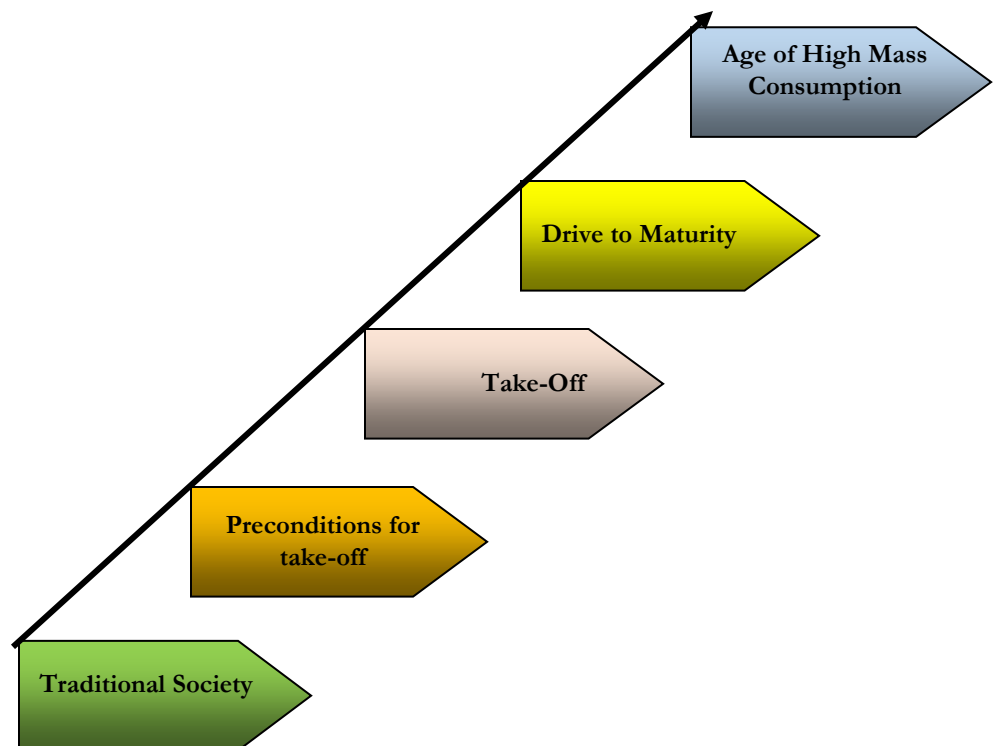 Age of High Mass
Consumption
Drive to Maturity
Take-Off
Preconditions for
take-off
Traditional Society